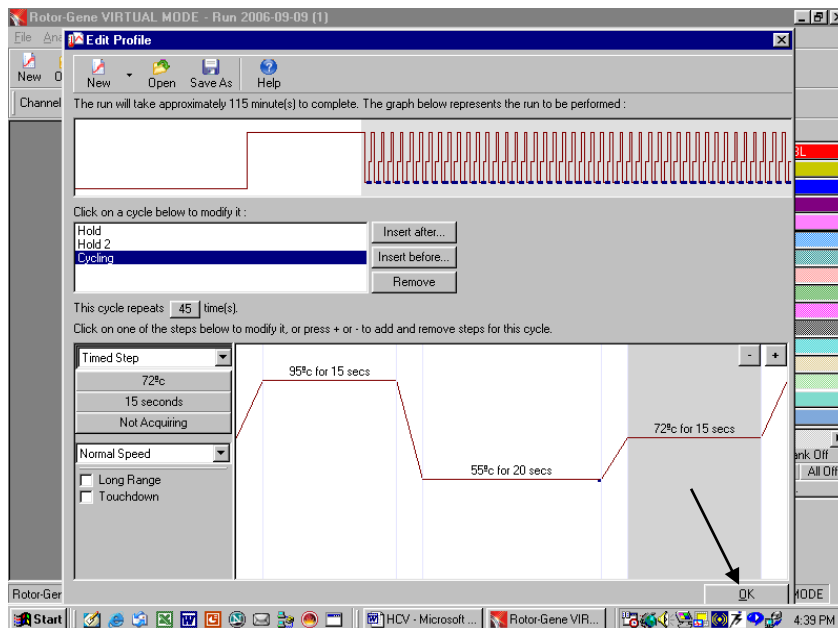 Rotor-Gene VIRTUAL MODE - Run 2006-09-09 (1)
File
Edit Profile
New
New Open Save As Help
Channel
The run will take approximately 115 minute(s) to complete. The graph below represents the run to be performed :
Click on a cycle below to modify it :
Hold
Hold 2
Cycling
Insert after...
Insert before...
Remove
This cycle repeats 45 time(s).
Click on one of the steps below to modify it, or press + or - to add and remove steps for this cycle.
Timed Step
- +
72ºc
15 seconds
Not Acquiring
Normal Speed
Long Range
Touchdown
95ºc for 15 secs
55ºc for 20 secs
72ºc for 15 secs
Off
All Off
OK
Rotor-Ger
MODE
Start
HCV - Microsoft ...
Rotor-Gene VIR...
4:39 PM